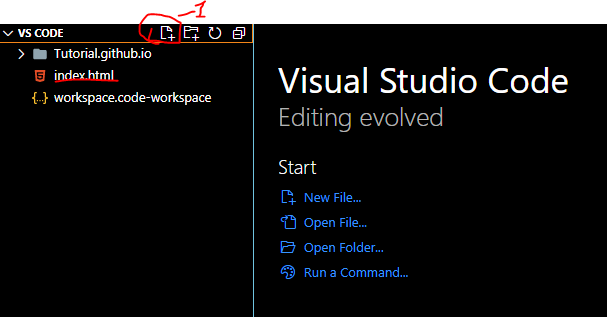 1
VS CODE
Tutorial.github.io
index.html
workspace.code-workspace
Visual Studio Code
Editing evolved
Start
New File...
Open File...
Open Folder...
Run a Command...